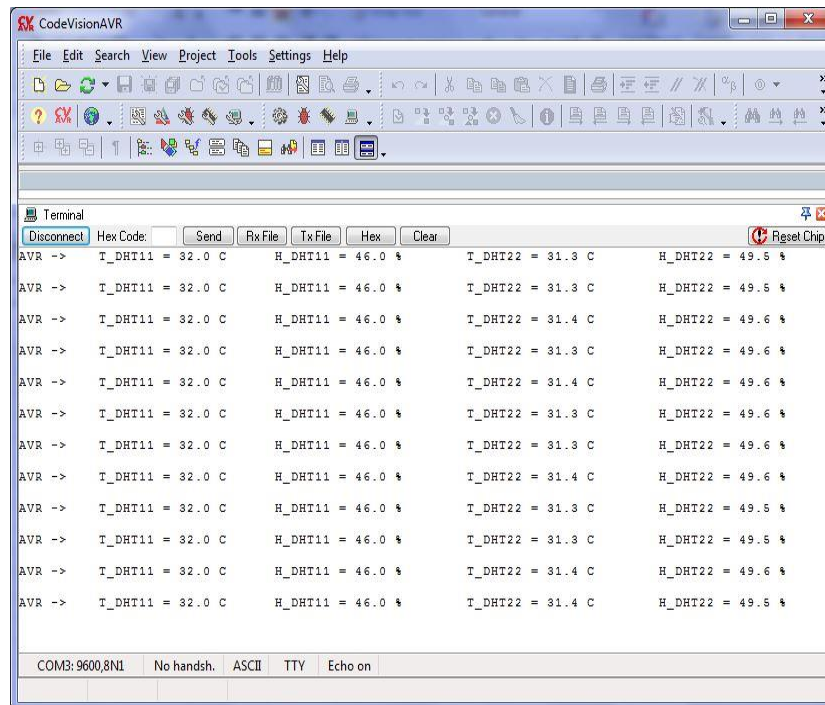 CodeVisionAVR
File Edit Search View Project Tools Settings Help
Terminal
Disconnect Hex Code: Send Rx File Tx File Hex Clear Reset Chip
AVR -> T_DHT11 = 32.0 C H_DHT11 = 46.0 % T_DHT22 = 31.3 C H_DHT22 = 49.5 %
AVR -> T_DHT11 = 32.0 C H_DHT11 = 46.0 % T_DHT22 = 31.3 C H_DHT22 = 49.5 %
AVR -> T_DHT11 = 32.0 C H_DHT11 = 46.0 % T_DHT22 = 31.4 C H_DHT22 = 49.6 %
AVR -> T_DHT11 = 32.0 C H_DHT11 = 46.0 % T_DHT22 = 31.3 C H_DHT22 = 49.6 %
AVR -> T_DHT11 = 32.0 C H_DHT11 = 46.0 % T_DHT22 = 31.4 C H_DHT22 = 49.6 %
AVR -> T_DHT11 = 32.0 C H_DHT11 = 46.0 % T_DHT22 = 31.3 C H_DHT22 = 49.6 %
AVR -> T_DHT11 = 32.0 C H_DHT11 = 46.0 % T_DHT22 = 31.3 C H_DHT22 = 49.6 %
AVR -> T_DHT11 = 32.0 C H_DHT11 = 46.0 % T_DHT22 = 31.4 C H_DHT22 = 49.6 %
AVR -> T_DHT11 = 32.0 C H_DHT11 = 46.0 % T_DHT22 = 31.3 C H_DHT22 = 49.5 %
AVR -> T_DHT11 = 32.0 C H_DHT11 = 46.0 % T_DHT22 = 31.3 C H_DHT22 = 49.5 %
AVR -> T_DHT11 = 32.0 C H_DHT11 = 46.0 % T_DHT22 = 31.4 C H_DHT22 = 49.6 %
AVR -> T_DHT11 = 32.0 C H_DHT11 = 46.0 % T_DHT22 = 31.4 C H_DHT22 = 49.5 %
COM3: 9600,8N1 No handsh. ASCII TTY Echo on